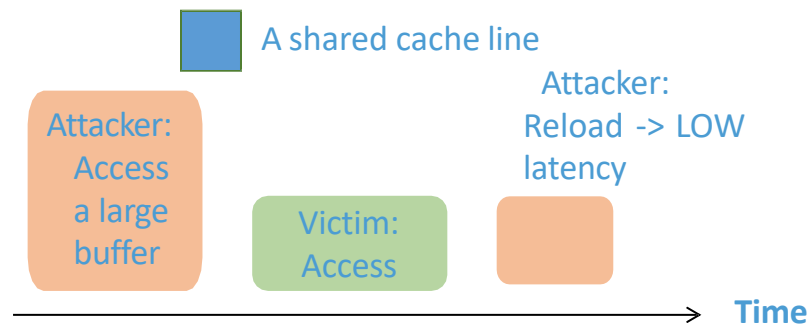 A shared cache line
Attacker:
Access
a large
buffer
Victim:
Access
Attacker:
Reload -> LOW
latency
Time